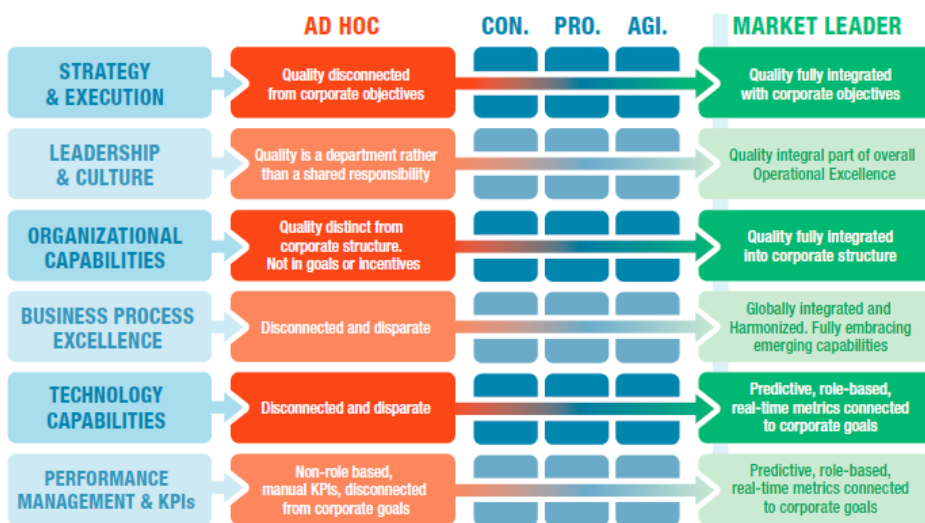 AD HOC CON. PRO. AGI. MARKET LEADER
STRATEGY
& EXECUTION
Quality disconnected
from corporate objectives
Quality fully integrated
with corporate objectives
LEADERSHIP
& CULTURE
Quality is a department rather
than a shared responsibility
Quality integral part of overall
Operational Excellence
ORGANIZATIONAL
CAPABILITIES
Quality distinct from
corporate structure.
Not in goals or incentives
Quality fully integrated
into corporate structure
BUSINESS PROCESS
EXCELLENCE
Disconnected and disparate
Globally integrated and
Harmonized. Fully embracing
emerging capabilities
TECHNOLOGY
CAPABILITIES
Disconnected and disparate
Predictive, role-based,
real-time metrics connected
to corporate goals
PERFORMANCE
MANAGEMENT & KPIs
Non-role based,
manual KPIs, disconnected
from corporate goals
Predictive, role-based,
real-time metrics connected
to corporate goals